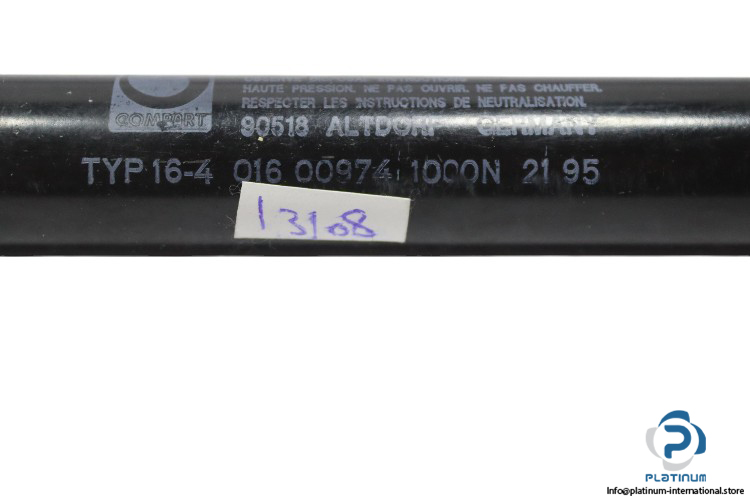 HAUTE PRESSION. NE PAS OUVRIR. NE PAS CHAUFFER.
RESPECTER LES INSTRUCTIONS DE NEUTRALISATION.
COMPART
90518 ALTDORF GERMANY
TYP 16-4 016 00974 1000N 21 95
13108
PLATINUM
Info@platinum-international.store